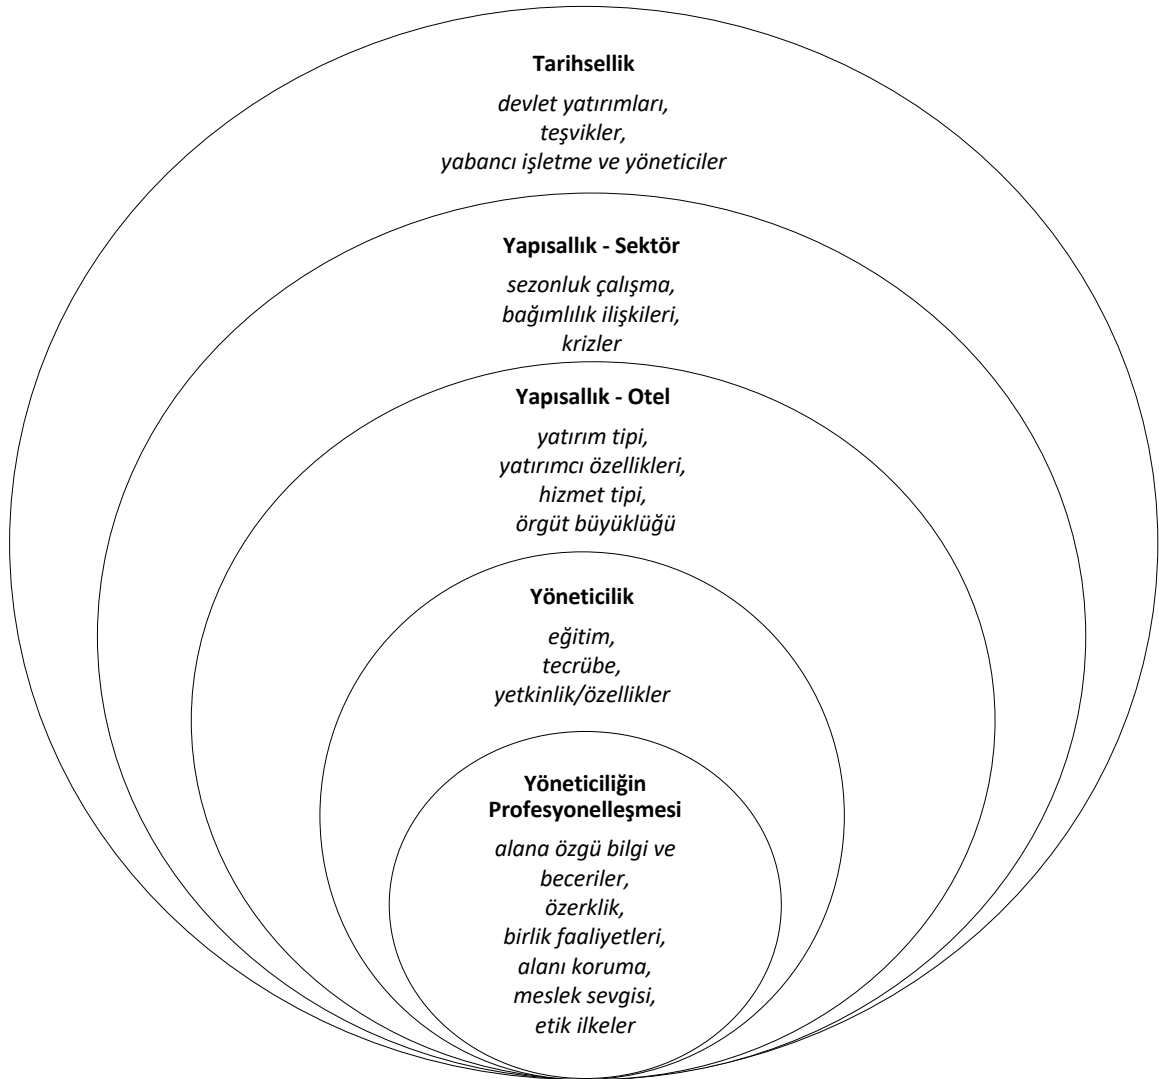 Tarihsellik
devlet yatırımları,
teşvikler,
yabancı işletme ve yöneticiler
Yapısallık - Sektör
sezonluk çalışma,
bağımlılık ilişkileri,
krizler
Yapısallık - Otel
yatırım tipi,
yatırımcı özellikleri,
hizmet tipi,
örgüt büyüklüğü
Yöneticilik
eğitim,
tecrübe,
yetkinlik/özellikler
Yöneticiliğin
Profesyonelleşmesi
alana özgü bilgi ve
beceriler,
özerklik,
birlik faaliyetleri,
alanı koruma,
meslek sevgisi,
etik ilkeler